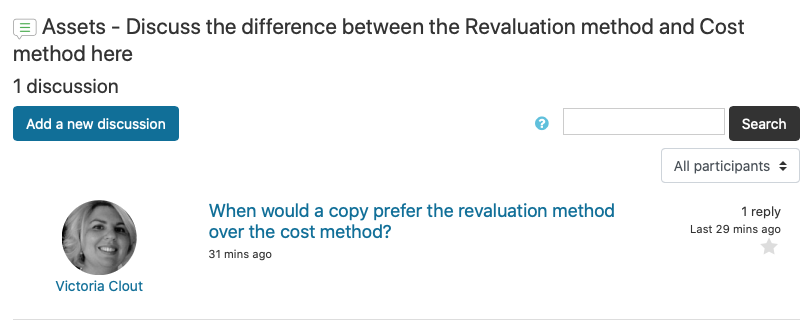 Assets - Discuss the difference between the Revaluation method and Cost
method here
1 discussion
Add a new discussion
?
Search
All participants
When would a copy prefer the revaluation method
over the cost method?
31 mins ago
1 reply
Last 29 mins ago
Victoria Clout